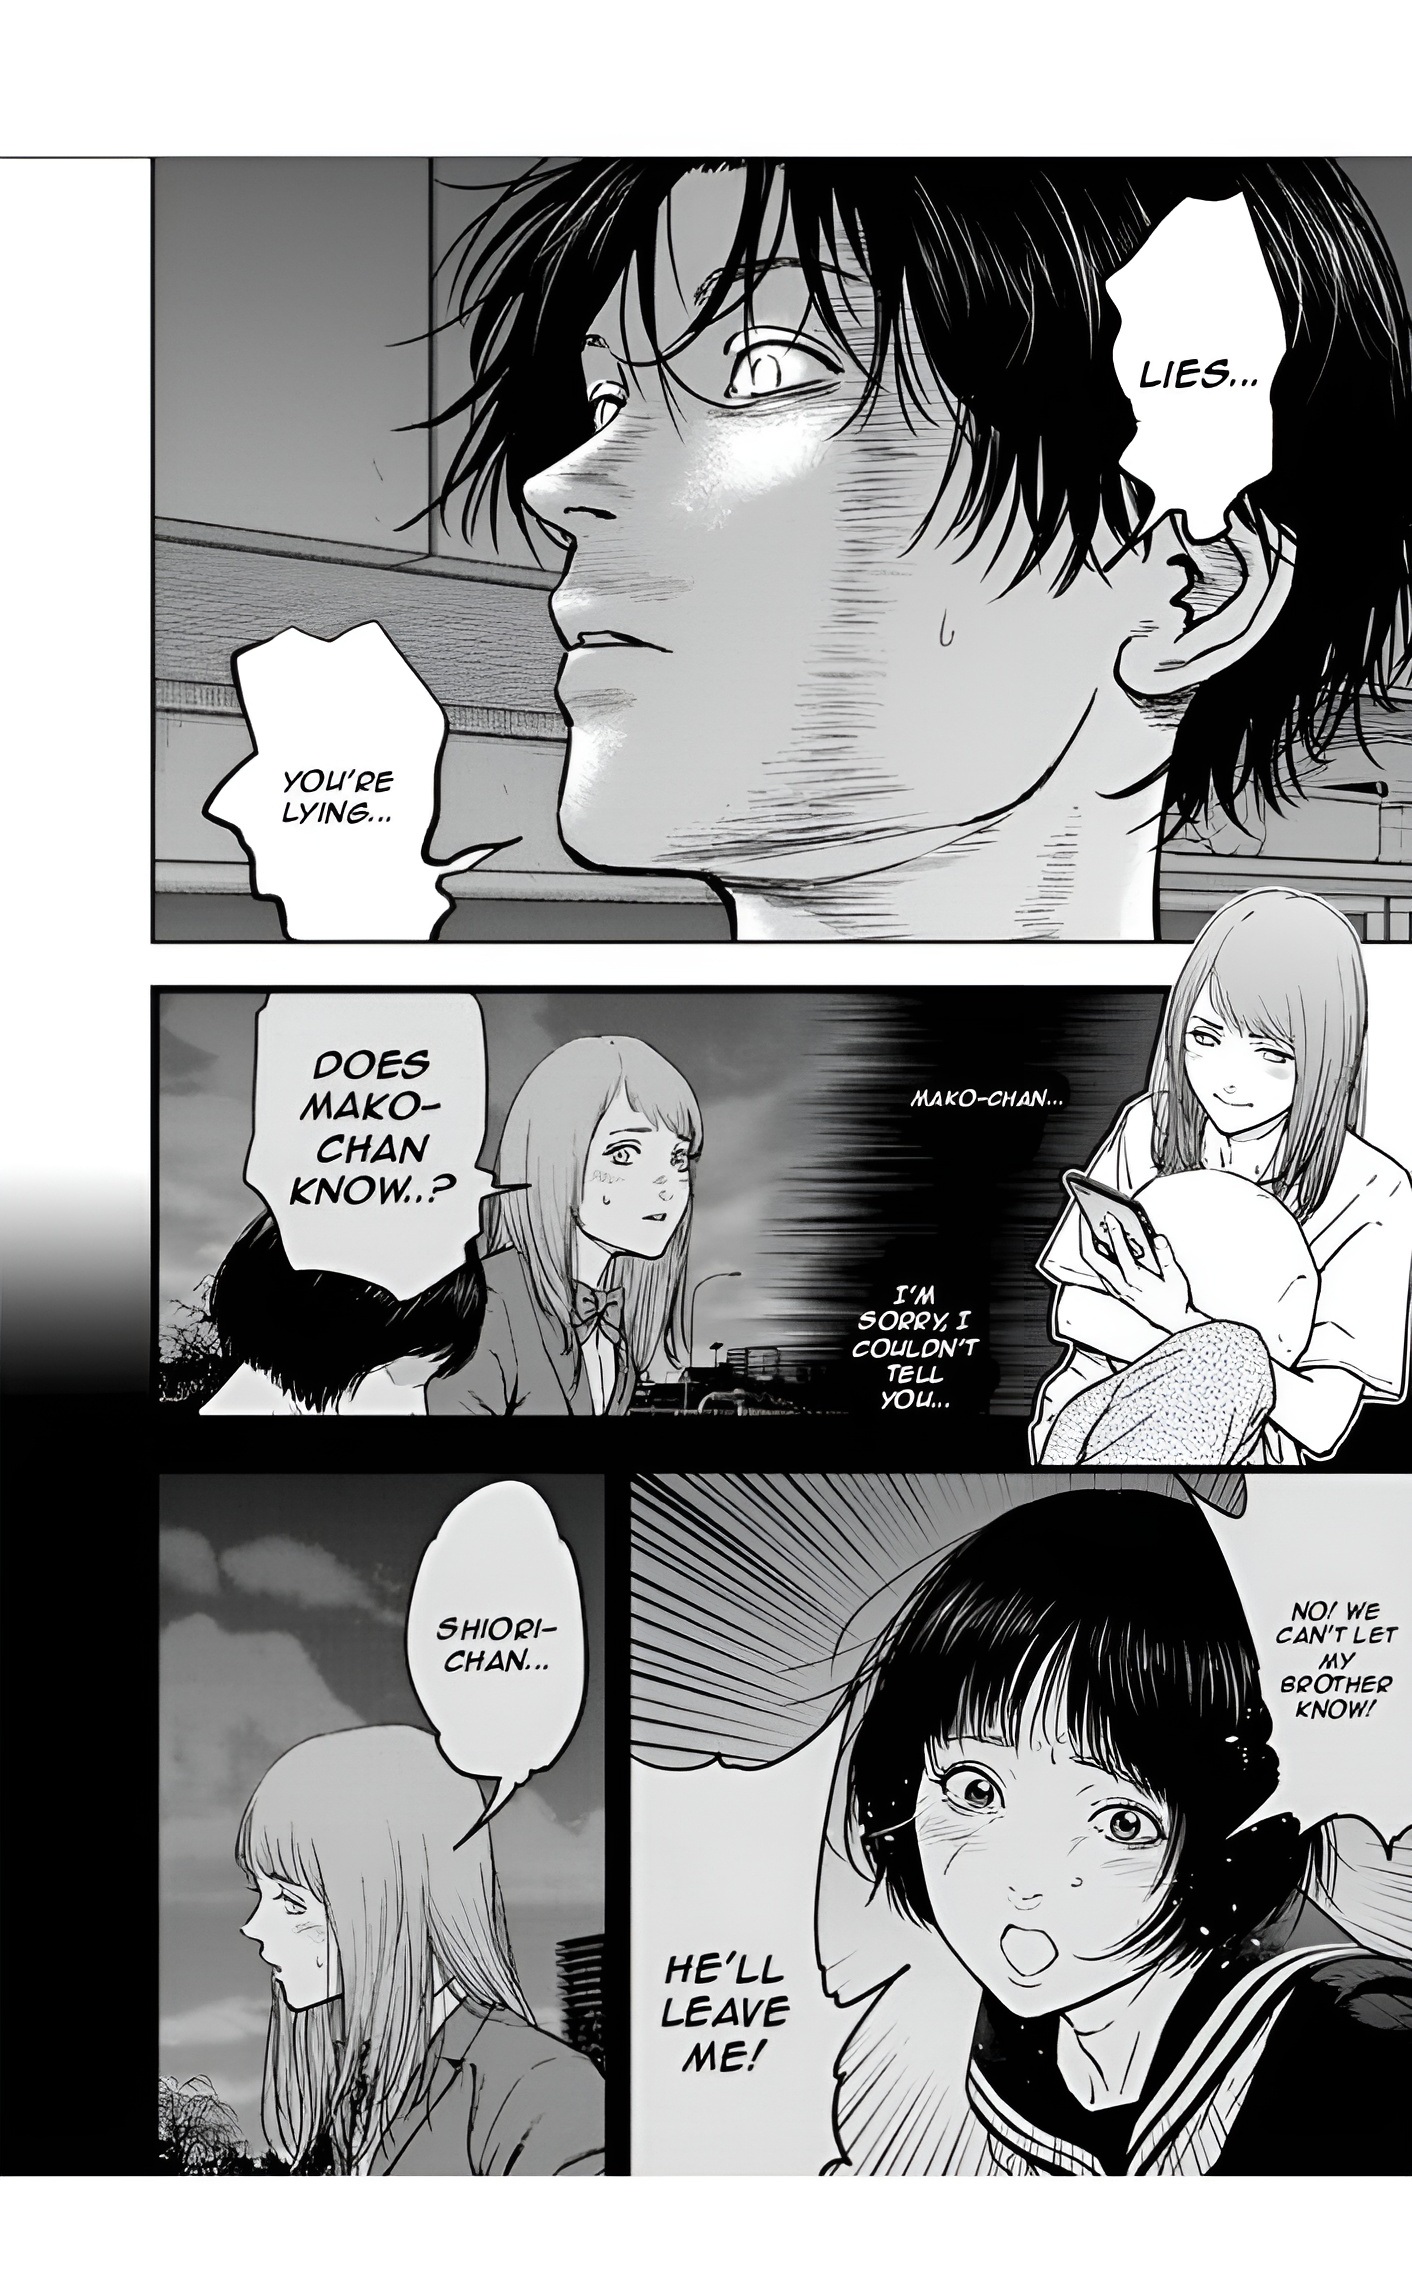 LIES...
YOU'RE
LYING...
MAKO-CHAN...
I'M
SORRY, I
COULDN'T
TELL
YOU...
DOES
MAKO-
CHAN
KNOW..?
NO! WE
CAN'T LET
MY
BROTHER
KNOW!
HE'LL
LEAVE
ME!
SHIORI-
CHAN...